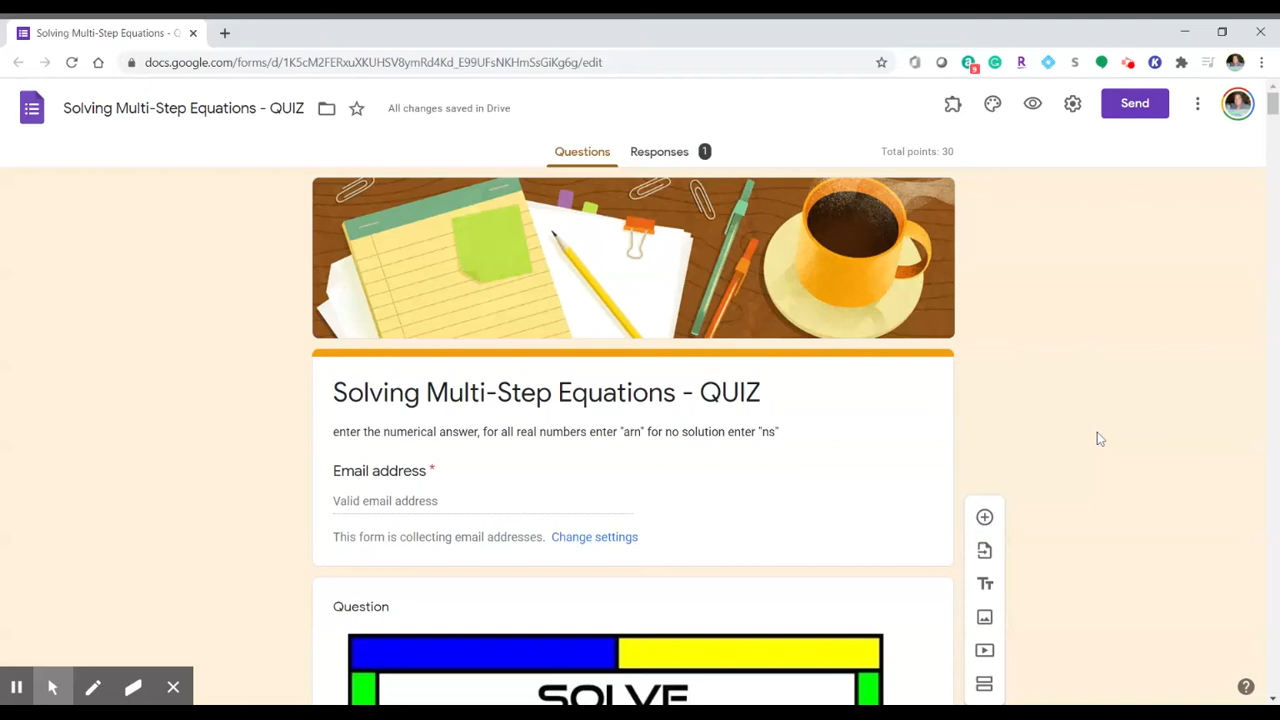 Solving Multi-Step Equations - Q
docs.google.com/forms/d/1K5cM2FERxuXKUHSV8ymRd4Kd_E99UFsNKHmSsGiKg6g/edit
9
R
S
K
Solving Multi-Step Equations - QUIZ
All changes saved in Drive
Send
Questions
Responses 1
Total points: 30
Solving Multi-Step Equations - QUIZ
enter the numerical answer, for all real numbers enter "arn" for no solution enter "ns"
Email address *
Valid email address
This form is collecting email addresses. Change settings
Question
Tт
SOLVE